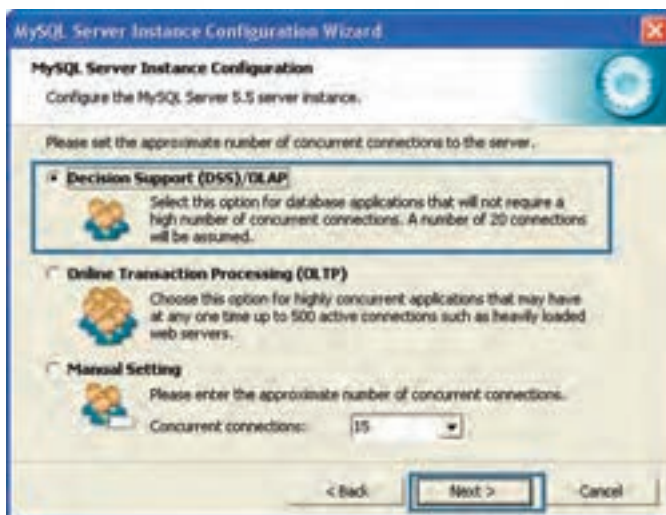 MySQL Server Instance Configuration Wizard
MySQL Server Instance Configuration
Configure the MySQL Server 5.5 server instance.
Please set the approximate number of concurrent connections to the server.
Decision Support (DSS)/OLAP
Select this option for database applications that will not require a
high number of concurrent connections. A number of 20 connections
will be assumed.
Online Transaction Processing (OLTP)
Choose this option for highly concurrent applications that may have
at any one time up to 500 active connections such as heavily loaded
web servers.
Manual Setting
Please enter the approximate number of concurrent connections.
Concurrent connections: 15
< Back Next > Cancel